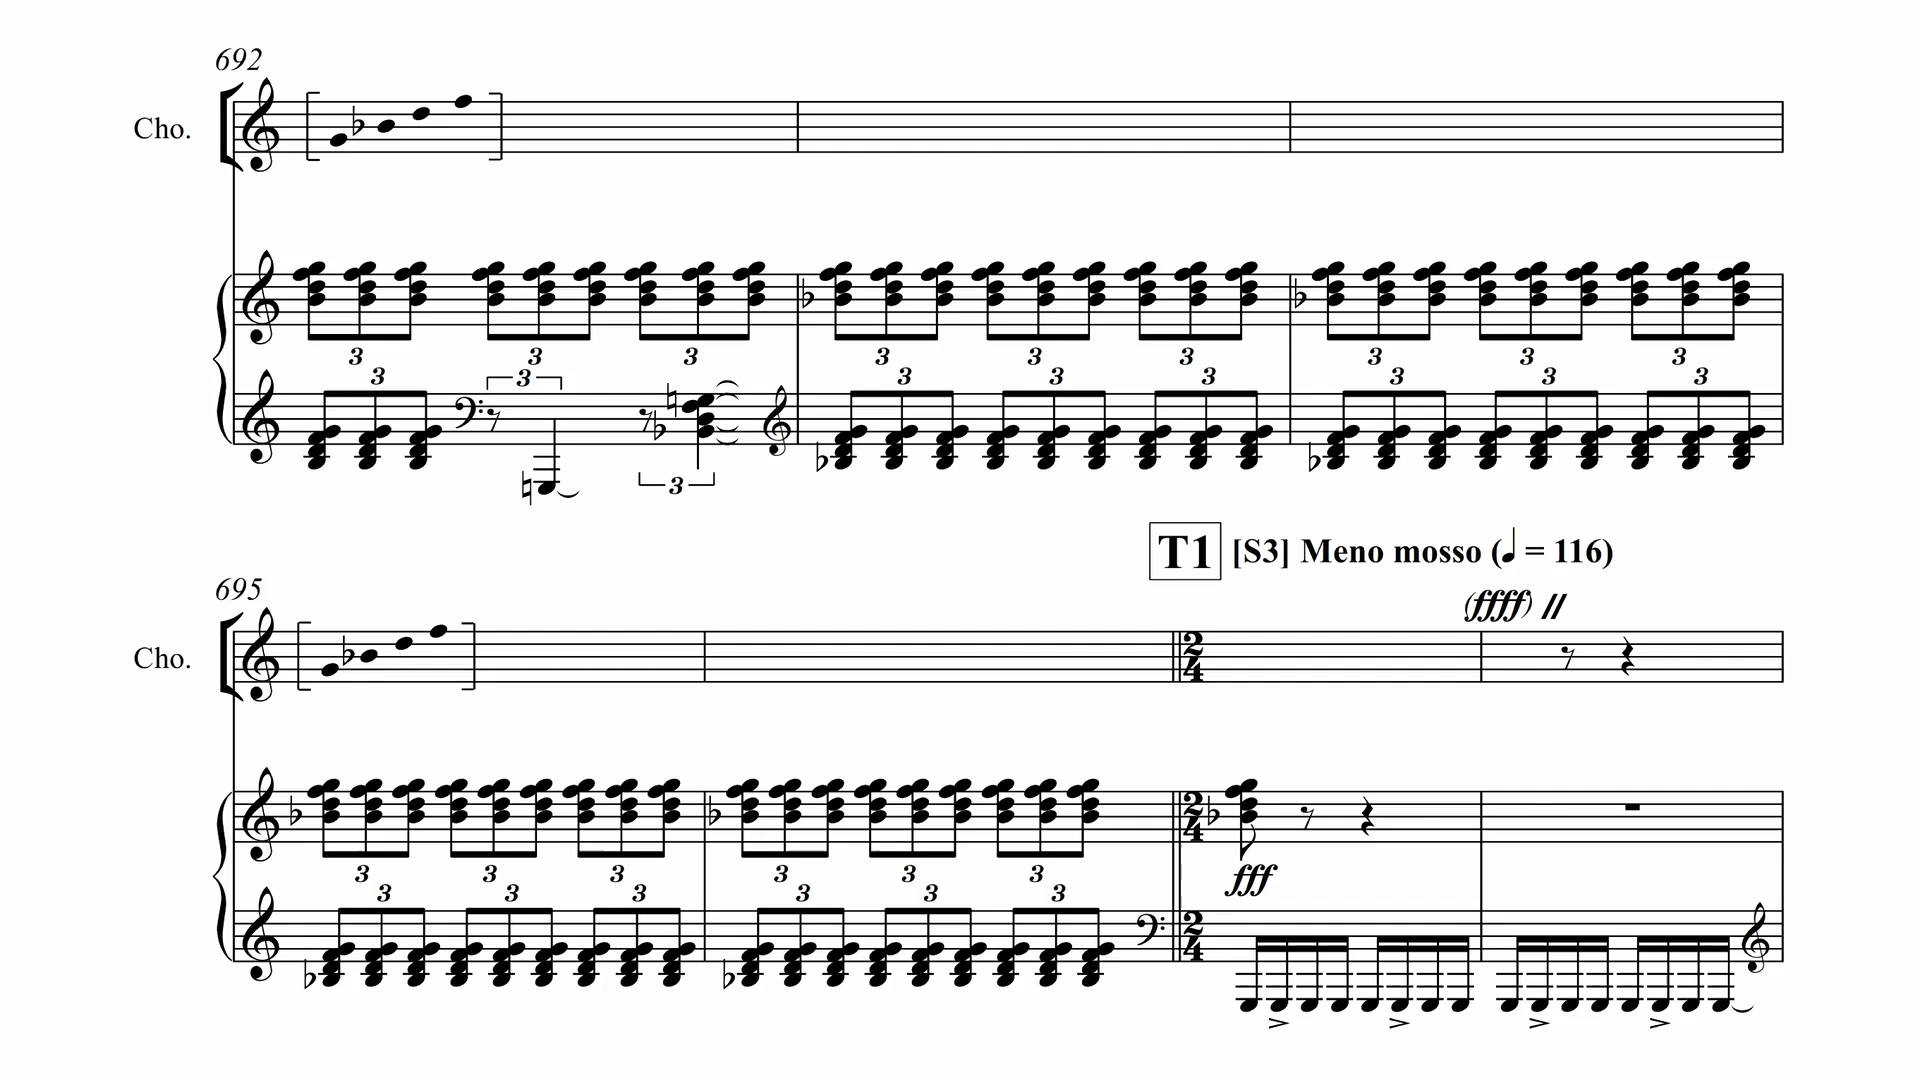 692
Cho.
3 3 3 3 3 3 3 3 3
3 3 3 3 3 3 3 3 3
T1 [S3] Meno mosso (♩ = 116)
695
(ffff) //
Cho.
2 4
3 3 3 3 3 3
2 4
fff
3 3 3 3 3 3
2 4